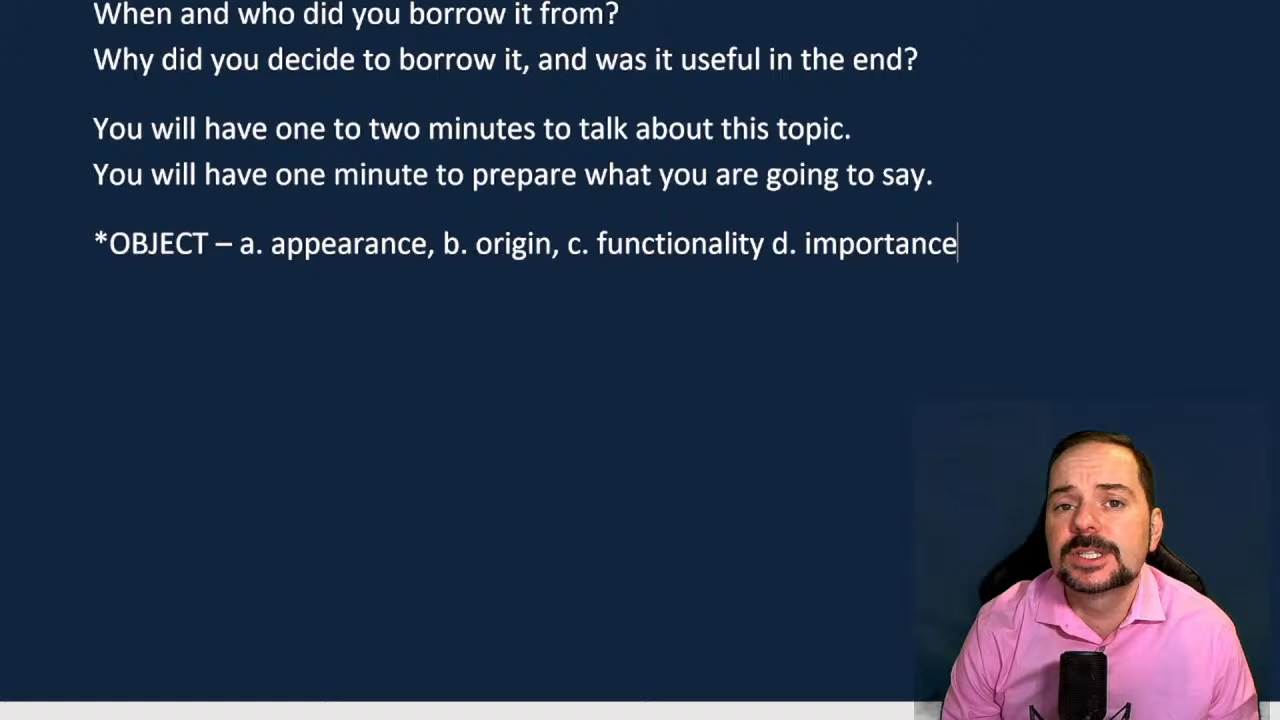 When and who did you borrow it from?
Why did you decide to borrow it, and was it useful in the end?
You will have one to two minutes to talk about this topic.
You will have one minute to prepare what you are going to say.
*OBJECT – a. appearance, b. origin, c. functionality d. importance